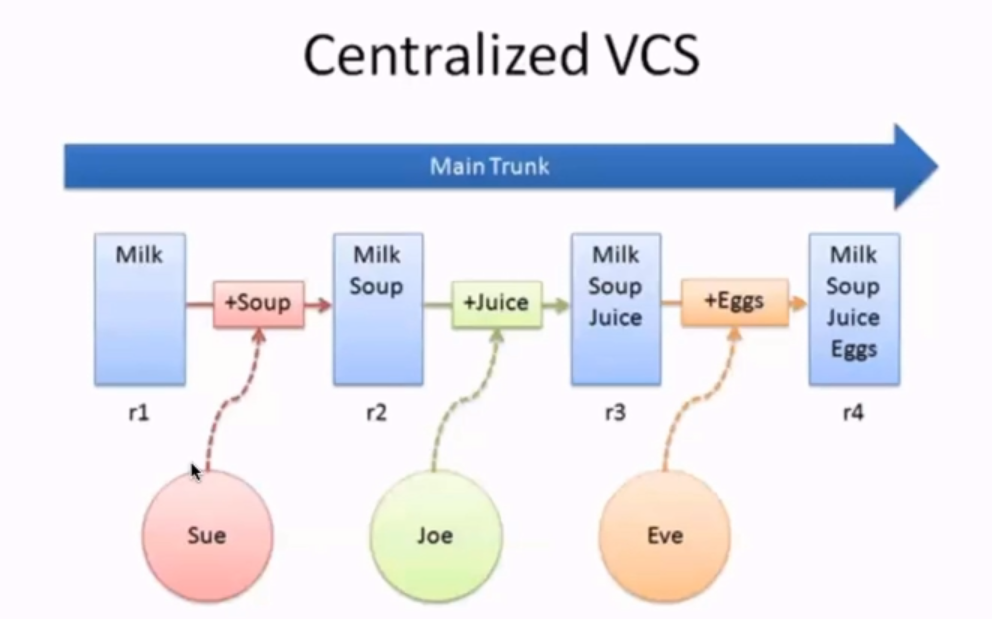 Centralized VCS
Main Trunk
Milk
+Soup
Milk
Soup
+Juice
Milk
Soup
Juice
+Eggs
Milk
Soup
Juice
Eggs
r1
r2
r3
r4
Sue
Joe
Eve